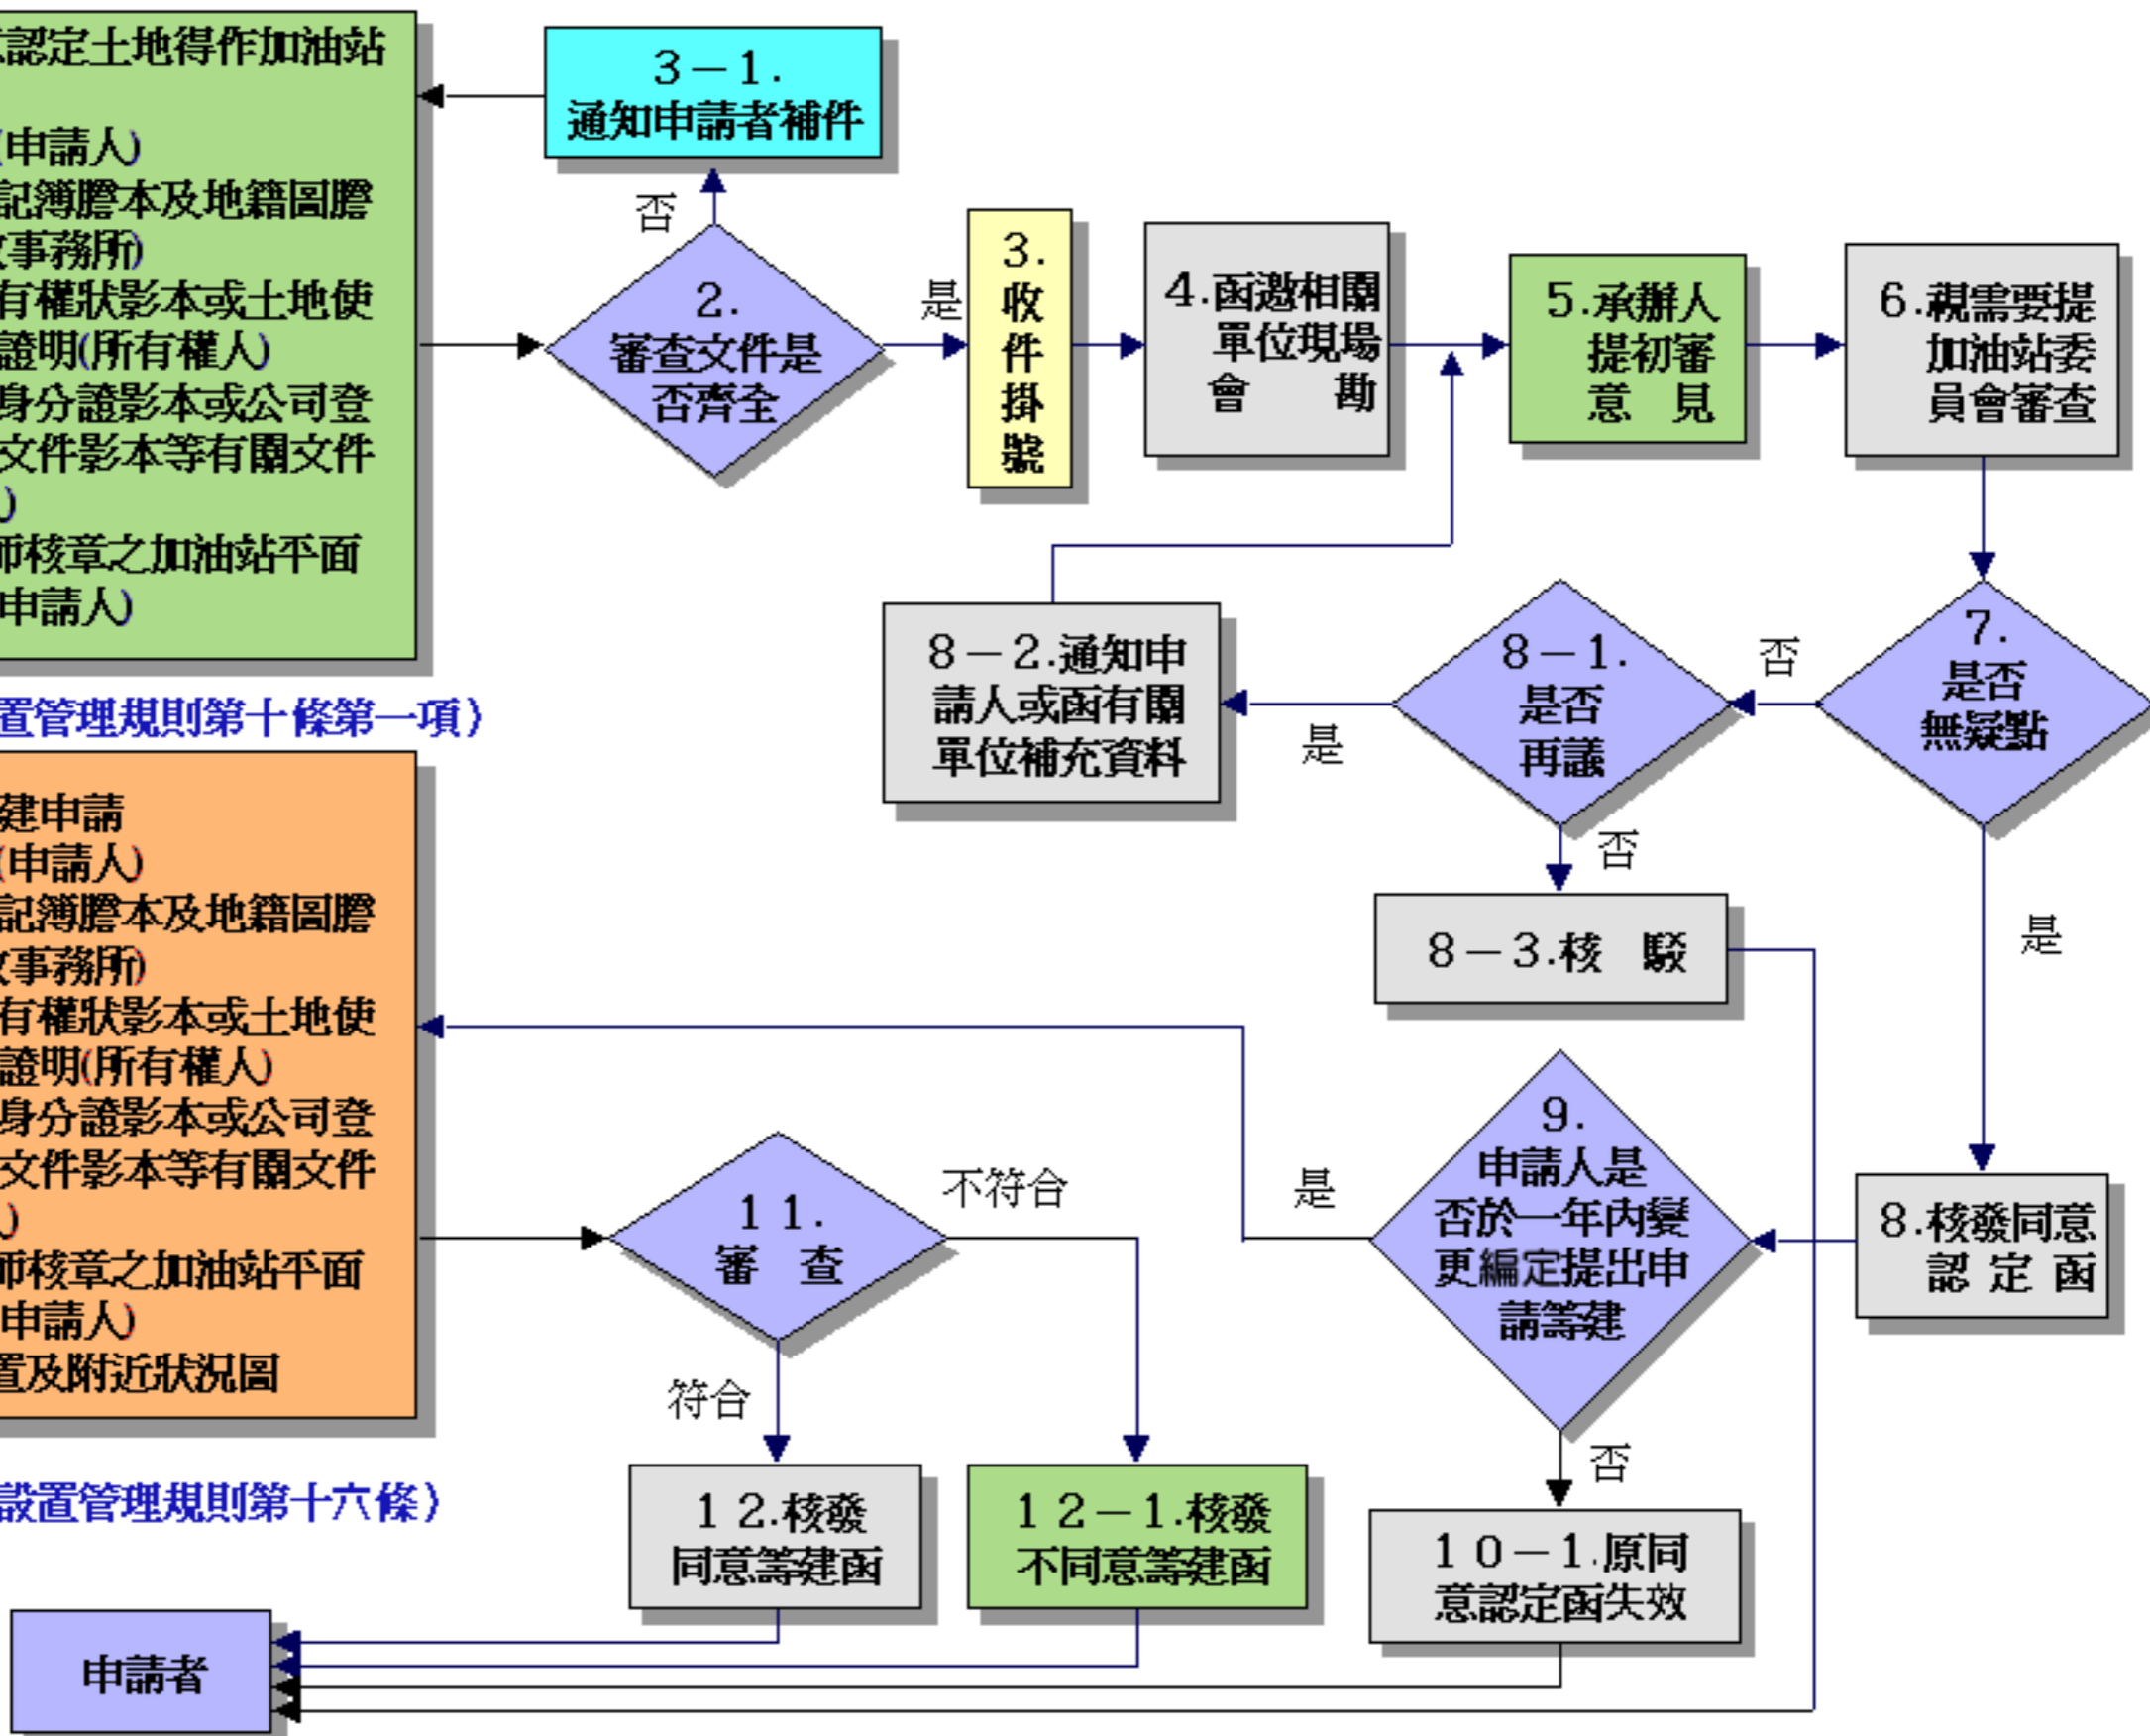 認定土地得作加油站
(申請人)
記簿謄本及地籍圖謄
事務所)
有權狀影本或土地使
證明(所有權人)
身分證影本或公司登
文件影本等有關文件
)
師核章之加油站平面
申請人)
置管理規則第十條第一項)
建申請
(申請人)
記簿謄本及地籍圖謄
事務所)
有權狀影本或土地使
證明(所有權人)
身分證影本或公司登
文件影本等有關文件
)
師核章之加油站平面
申請人)
置及附近狀況圖
設置管理規則第十六條)
3-1.
通知申請者補件
否
2.
審查文件是
否齊全
是
3.
收
件
掛
號
4.函邀相關
單位現場
會 勘
5.承辦人
提初審
意 見
6.視需要提
加油站委
員會審查
7.
是否
無疑點
否
8-1.
是否
再議
是
8-2.通知申
請人或函有關
單位補充資料
否
8-3.核 駁
是
8.核發同意
認 定 函
9.
申請人是
否於一年內變
更編定提出申
請籌建
是
否
10-1.原同
意認定函失效
11.
審 查
不符合
符合
12.核發
同意籌建函
12-1.核發
不同意籌建函
申請者